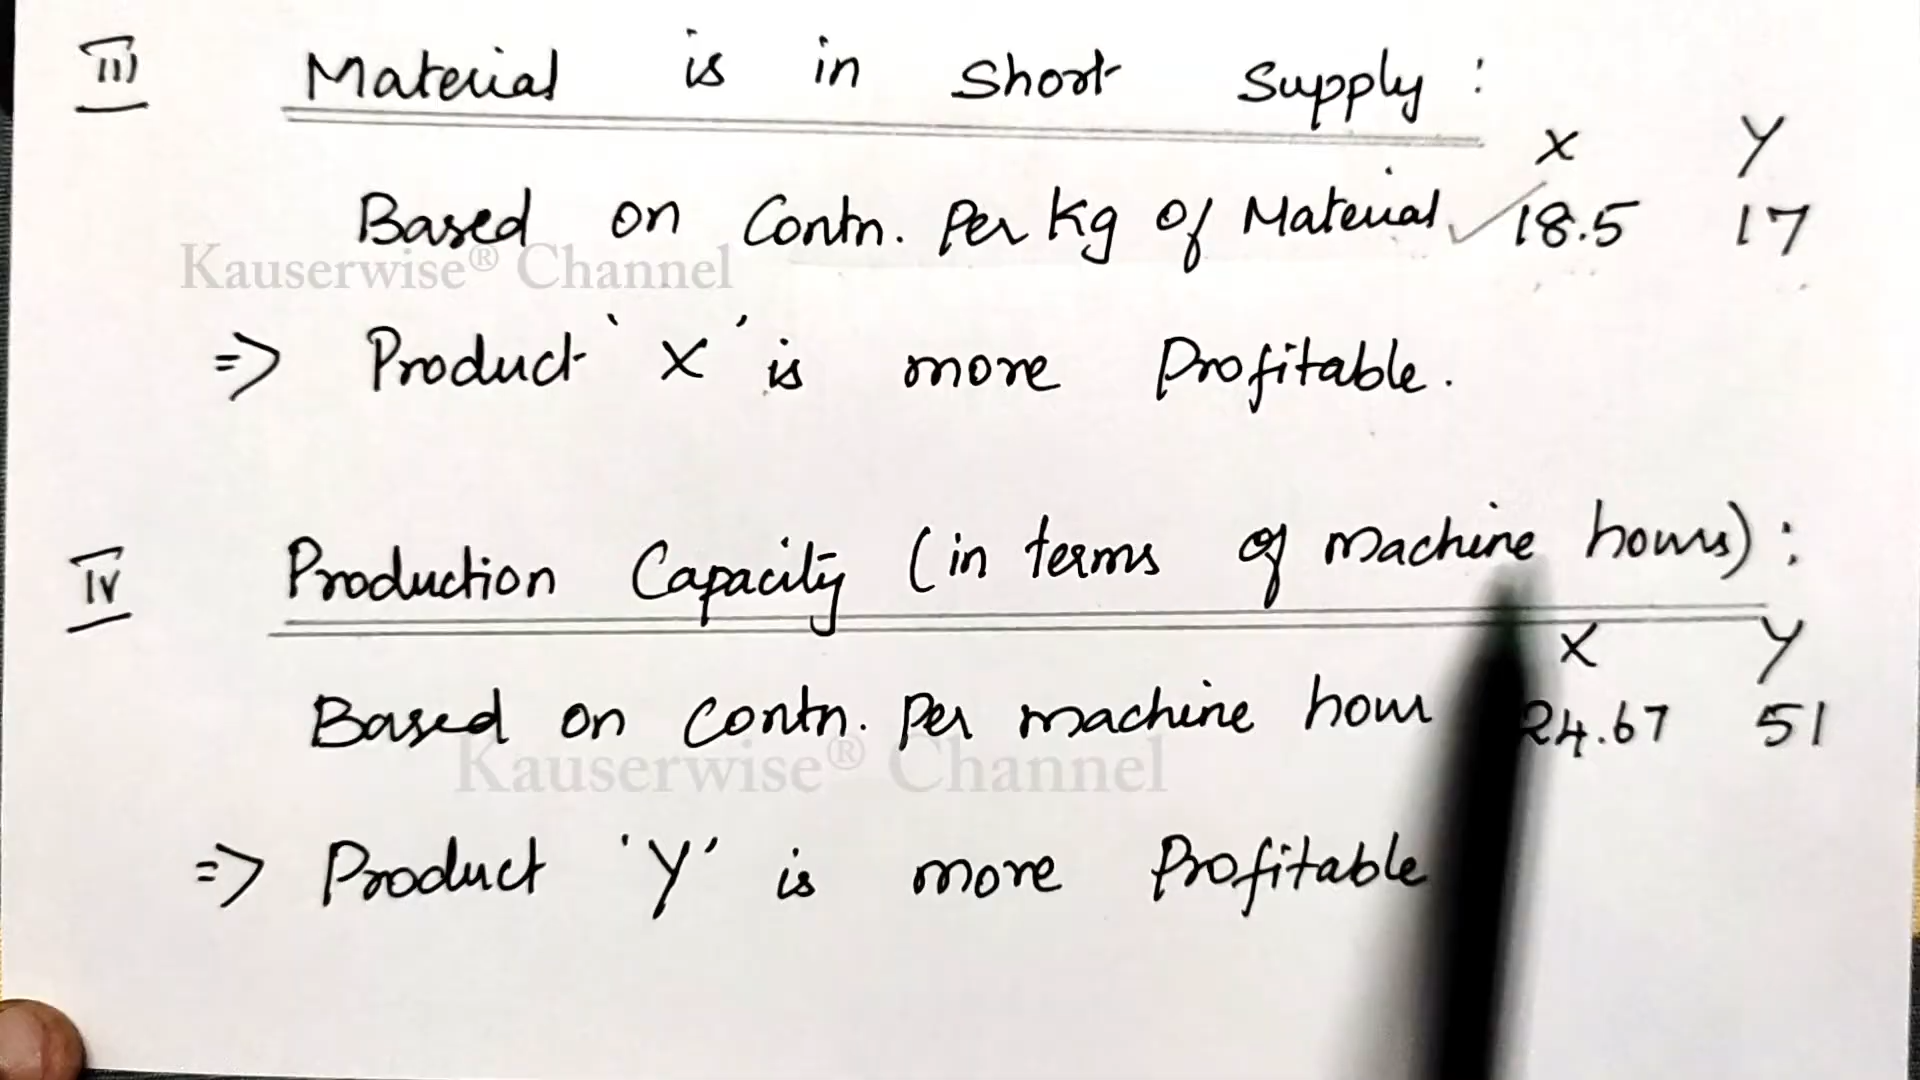 iii) Material is in Short Supply :
X Y
Based on Contn. Per Kg Of Material 18.5 17
Kauserwise® Channel
=> Product 'X' is more Profitable.
iv Production Capacity (in terms of machine hours) :
X Y
Based on Contn. Per machine hour 24.67 51
Kauserwise® Channel
=> Product 'Y' is more Profitable